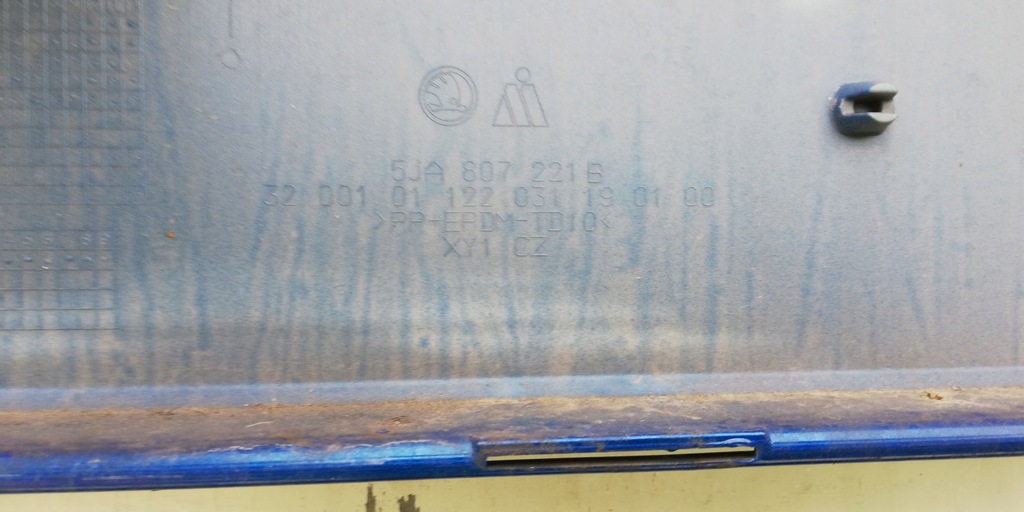 5JA 807 221 B
32 001 01 122 031 19 01 00
>PP-EPDM-TD10<
XY1 CZ